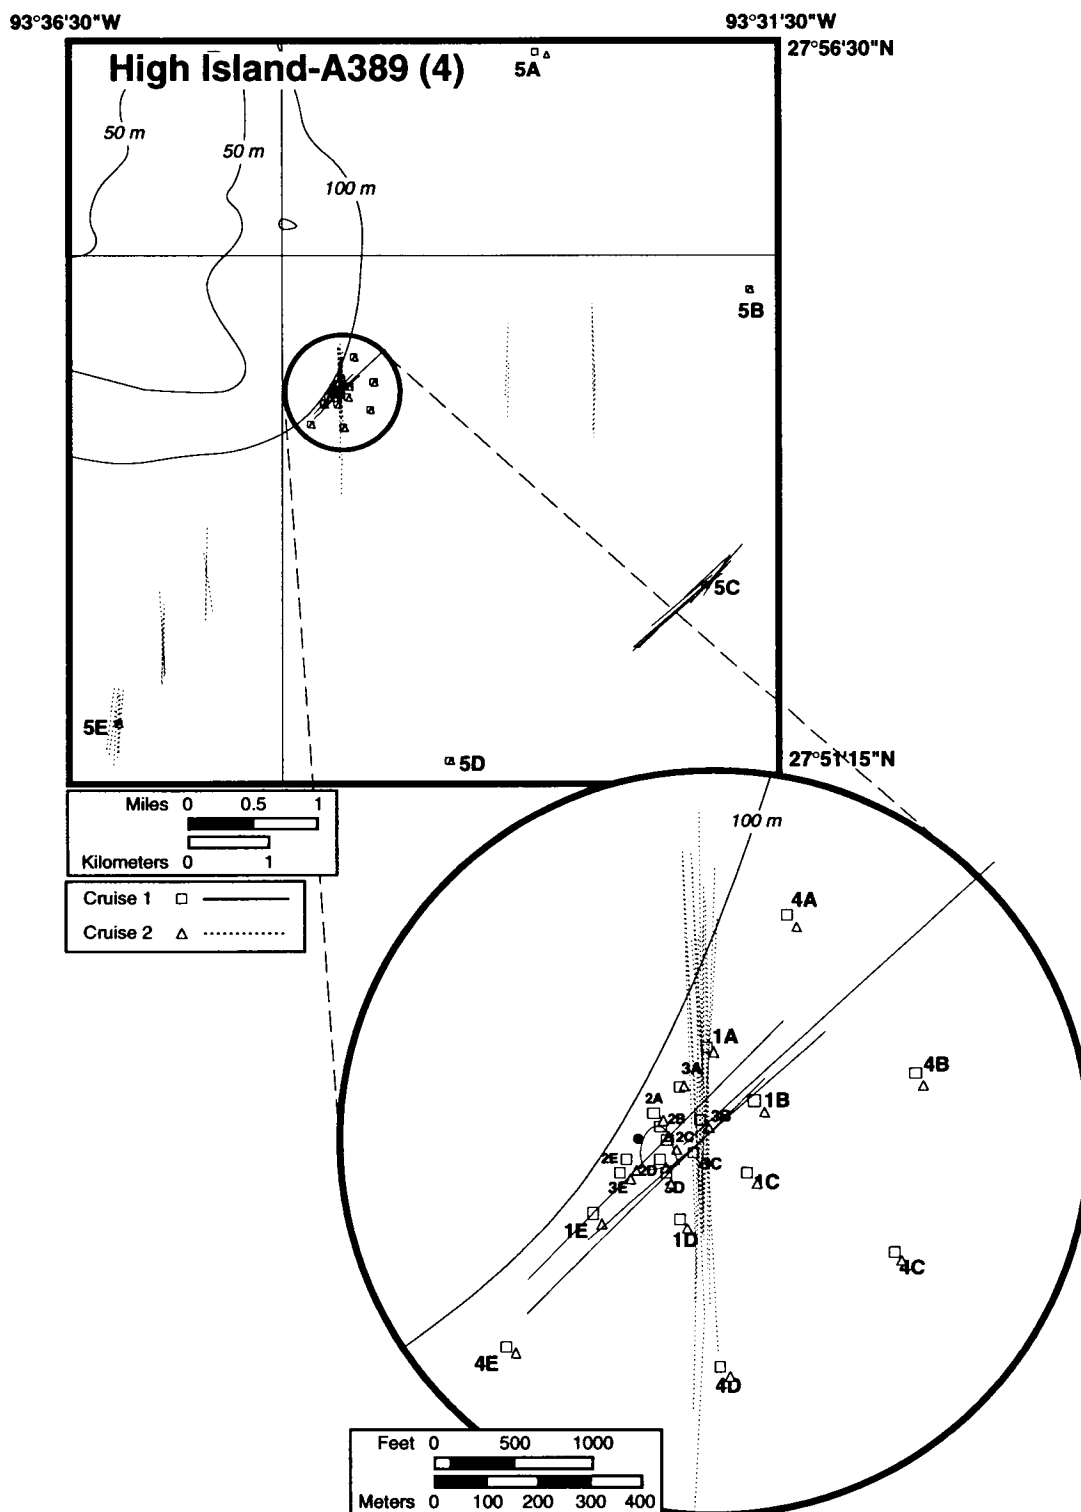 93°36'30"W
93°31'30"W
27°56'30"N
High Island-A389 (4)
5A
50 m
50 m
100 m
5B
5C
5E
5D
27°51'15"N
Miles 0 0.5 1
Kilometers 0 1
Cruise 1
Cruise 2
100 m
4A
1A
3A
4B
2A
1B
2B
3B
2C
2E
2D
3C
3E
3D
1C
1E
1D
4C
4E
4D
Feet 0 500 1000
Meters 0 100 200 300 400